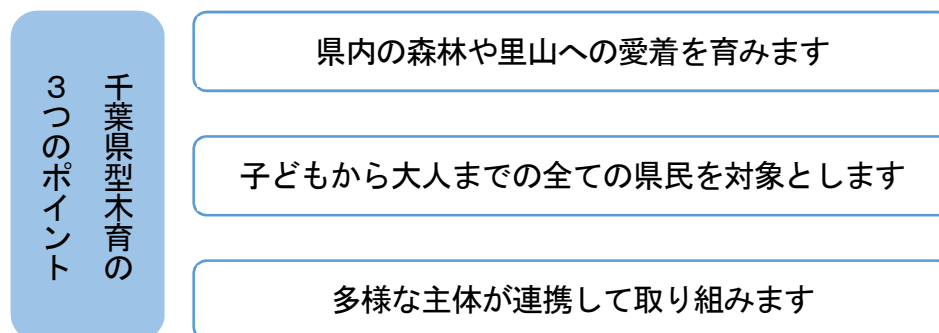 千葉県型木育の
３つのポイント
県内の森林や里山への愛着を育みます
子どもから大人までの全ての県民を対象とします
多様な主体が連携して取り組みます